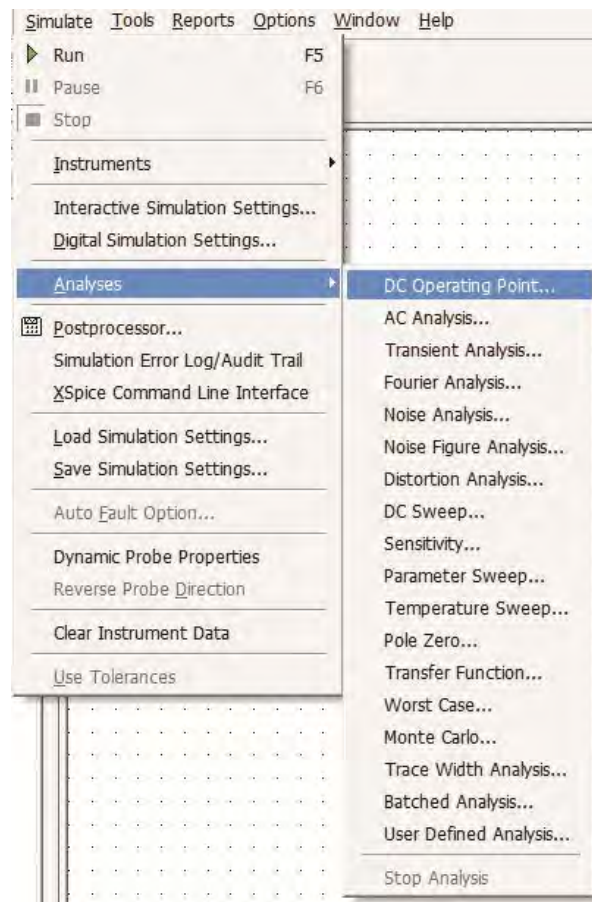 Simulate Tools Reports Options Window Help
Run F5
Pause F6
Stop
Instruments
Interactive Simulation Settings...
Digital Simulation Settings...
Analyses
Postprocessor...
Simulation Error Log/Audit Trail
XSpice Command Line Interface
Load Simulation Settings...
Save Simulation Settings...
Auto Fault Option...
Dynamic Probe Properties
Reverse Probe Direction
Clear Instrument Data
Use Tolerances
DC Operating Point...
AC Analysis...
Transient Analysis...
Fourier Analysis...
Noise Analysis...
Noise Figure Analysis...
Distortion Analysis...
DC Sweep...
Sensitivity...
Parameter Sweep...
Temperature Sweep...
Pole Zero...
Transfer Function...
Worst Case...
Monte Carlo...
Trace Width Analysis...
Batched Analysis...
User Defined Analysis...
Stop Analysis